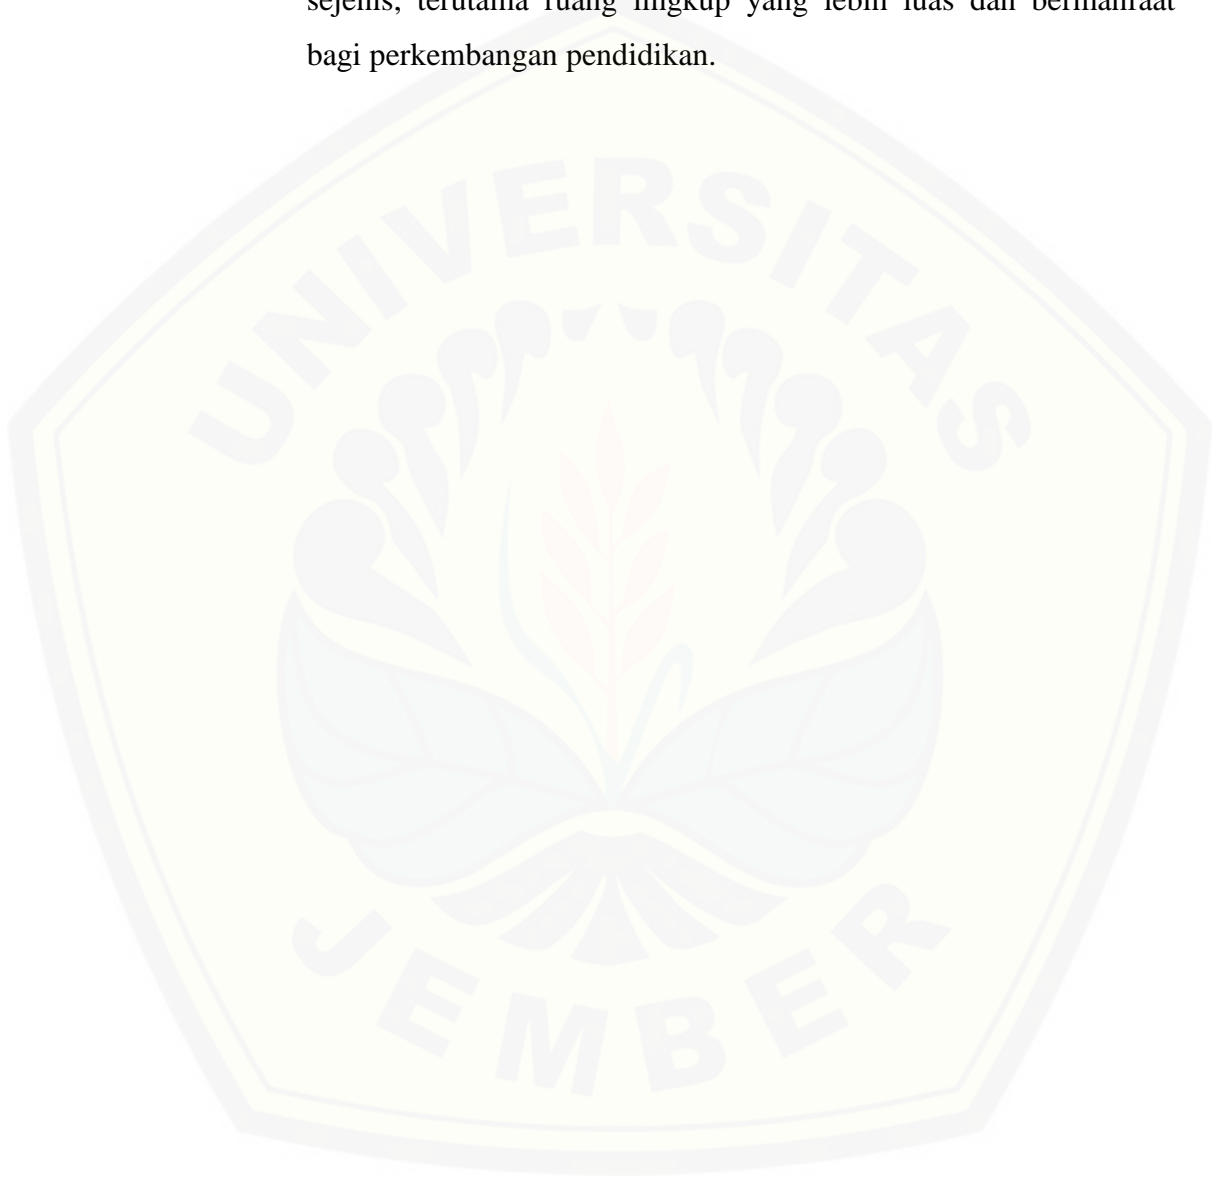 sejenis, terutama ruang lingkup yang lebih luas dan bermanfaat
bagi perkembangan pendidikan.
UNIVERSITAS
JEMBER